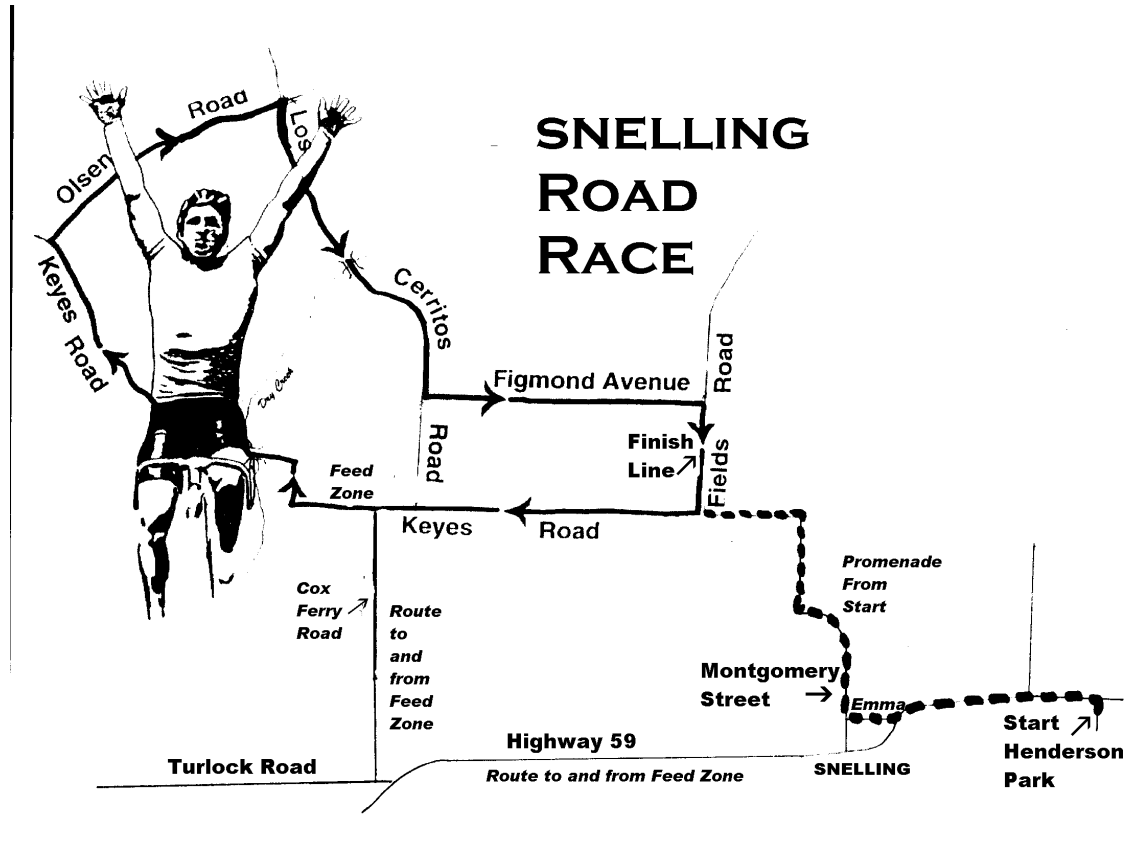 SNELLING
ROAD
RACE
Olsen Road
Los
Cerritos
Road
Keyes Road
Dry Creek
Figmond Avenue
Road
Fields
Finish
Line
Feed
Zone
Keyes Road
Cox
Ferry
Road
Route
to
and
from
Feed
Zone
Promenade
From
Start
Montgomery
Street
Emma
Start
Henderson
Park
Highway 59
Turlock Road
Route to and from Feed Zone
SNELLING